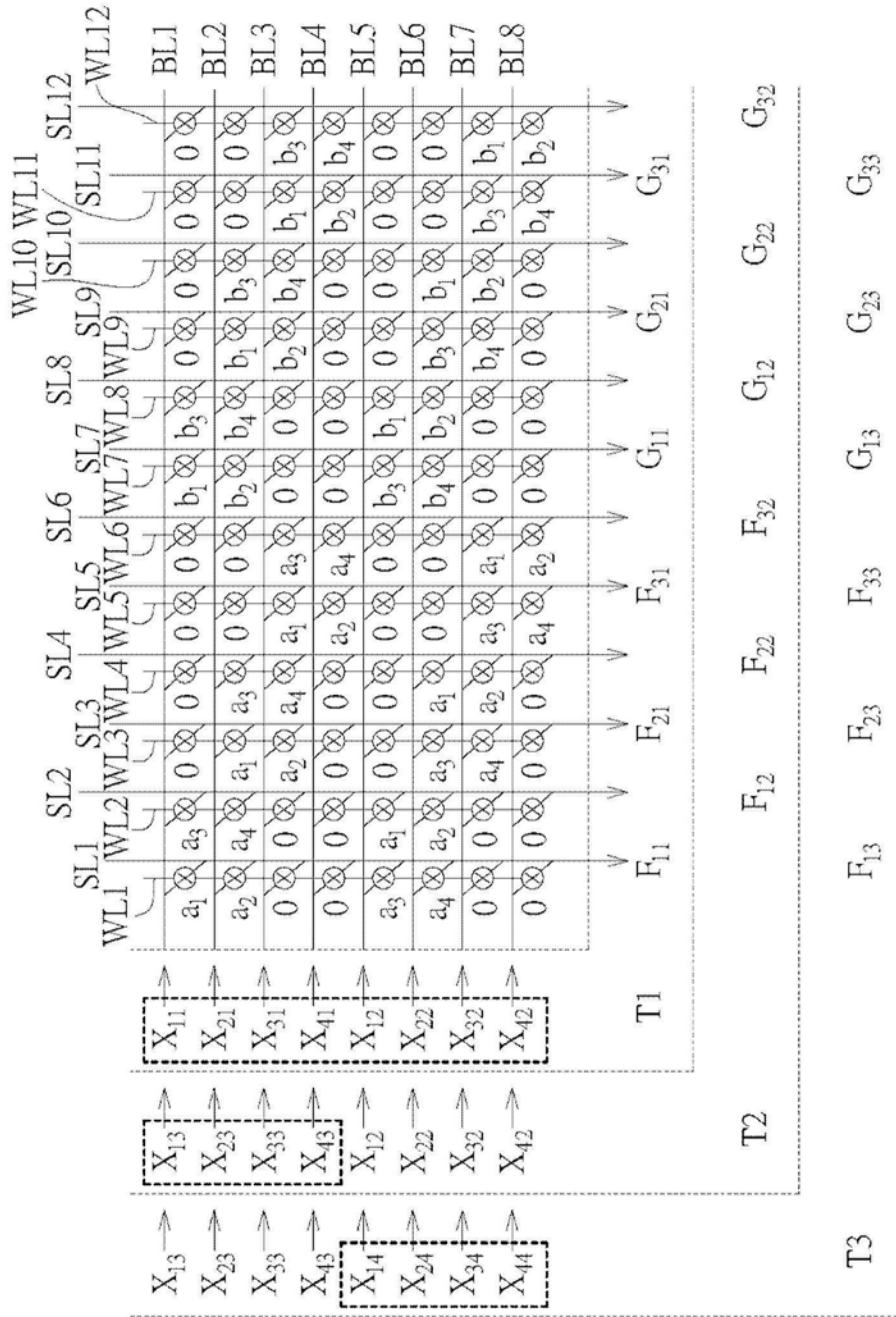 SL1 SL2 SL3 SL4 SL5 SL6 SL7 SL8 SL9 SL10 SL11 SL12
WL1 WL2 WL3 WL4 WL5 WL6 WL7 WL8 WL9 WL10 WL11 WL12
X₁₃ X₁₃ X₁₁ a₁ a₃ 0 0 0 0 b₁ b₃ 0 0 0 0 BL1
X₂₃ X₂₃ X₂₁ a₂ a₄ a₁ a₃ 0 0 b₂ b₄ b₁ b₃ 0 0 BL2
X₃₃ X₃₃ X₃₁ 0 0 a₂ a₄ a₁ a₃ 0 0 b₂ b₄ b₁ b₃ BL3
X₄₃ X₄₃ X₄₁ 0 0 0 0 a₂ a₄ 0 0 0 0 b₂ b₄ BL4
X₁₄ X₁₂ X₁₂ a₃ a₁ 0 0 0 0 b₃ b₁ 0 0 0 0 BL5
X₂₄ X₂₂ X₂₂ a₄ a₂ a₃ a₁ 0 0 b₄ b₂ b₃ b₁ 0 0 BL6
X₃₄ X₃₂ X₃₂ 0 0 a₄ a₂ a₃ a₁ 0 0 b₄ b₂ b₃ b₁ BL7
X₄₄ X₄₂ X₄₂ 0 0 0 0 a₄ a₂ 0 0 0 0 b₄ b₂ BL8
T1 F₁₁ F₂₁ F₃₁ G₁₁ G₂₁ G₃₁
T2 F₁₂ F₂₂ F₃₂ G₁₂ G₂₂ G₃₂
T3 F₁₃ F₂₃ F₃₃ G₁₃ G₂₃ G₃₃